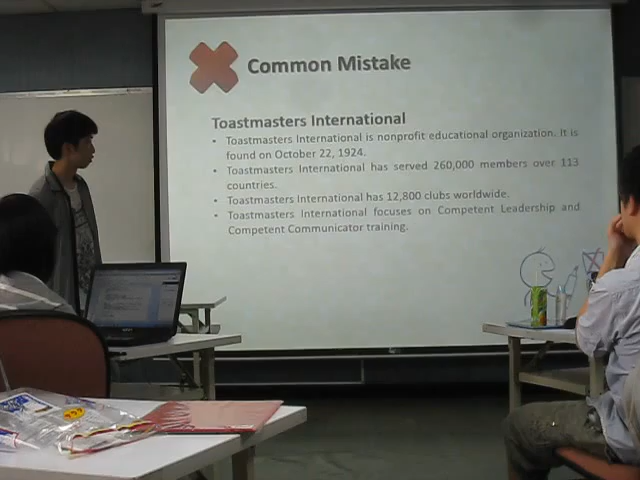 Common Mistake
Toastmasters International
• Toastmasters International is nonprofit educational organization. It is
found on October 22, 1924.
• Toastmasters International has served 260,000 members over 113
countries.
• Toastmasters International has 12,800 clubs worldwide.
• Toastmasters International focuses on Competent Leadership and
Competent Communicator training.